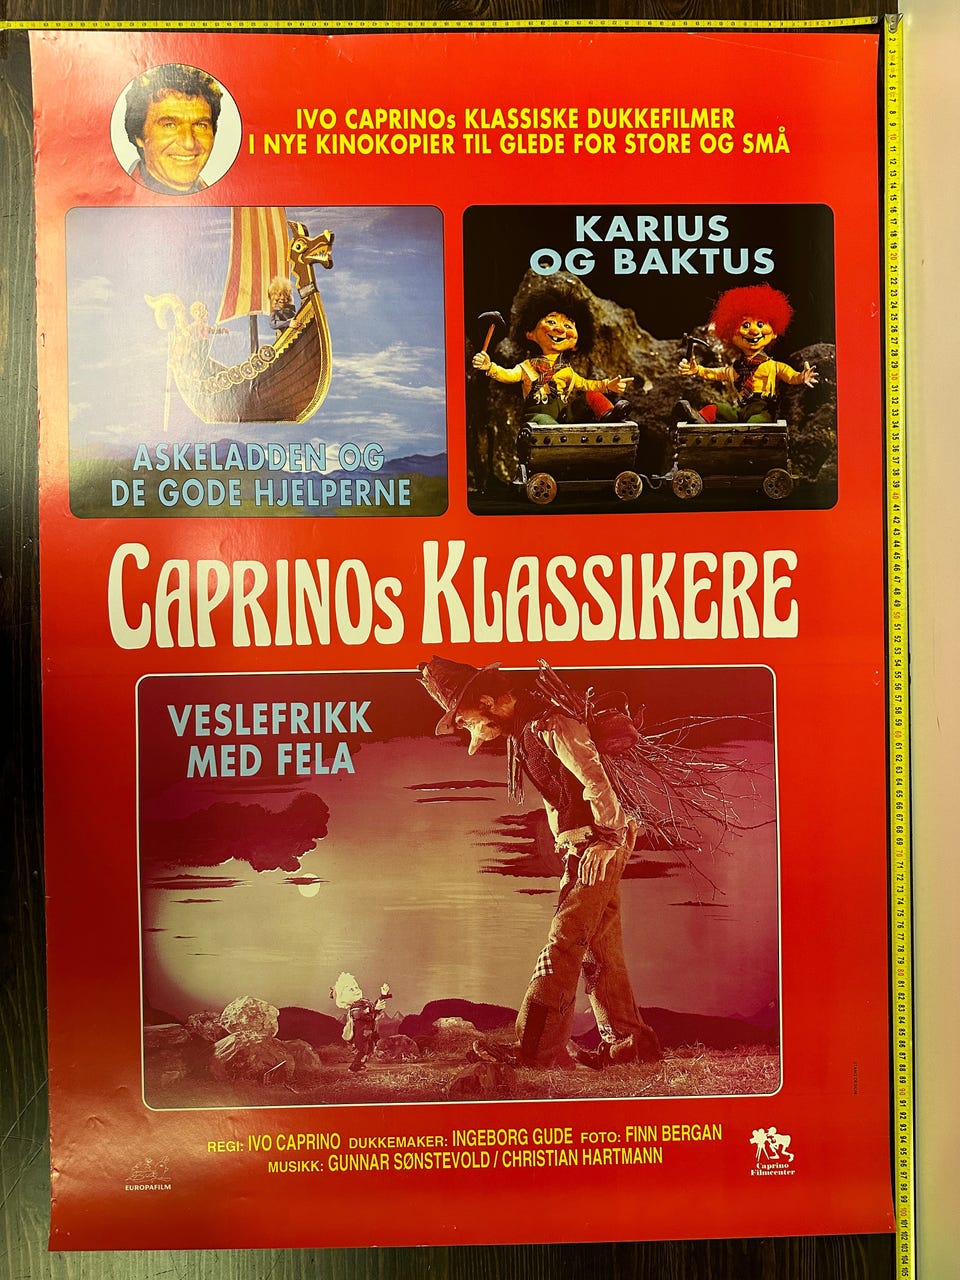 IVO CAPRINOs KLASSISKE DUKKEFILMER
I NYE KINOKOPIER TIL GLEDE FOR STORE OG SMÅ
ASKELADDEN OG
DE GODE HJELPERNE
KARIUS
OG BAKTUS
CAPRINOs KLASSIKERE
VESLEFRIKK
MED FELA
REGI: IVO CAPRINO DUKKEMAKER: INGEBORG GUDE FOTO: FINN BERGAN
MUSIKK: GUNNAR SØNSTEVOLD / CHRISTIAN HARTMANN
EUROPAFILM
Caprino
Filmcenter